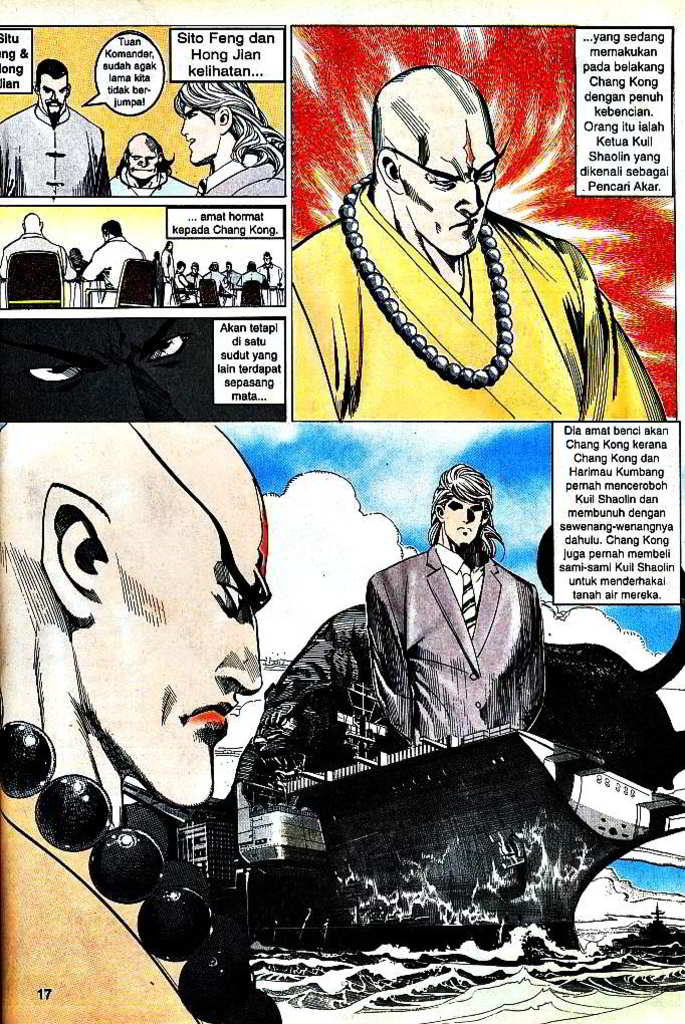 Situ
ng &
ong
Jian
Tuan
Komander,
sudah agak
lama kita
tidak ber-
jumpa!
Sito Feng dan
Hong Jian
kelihatan...
... amat hormat
kepada Chang Kong.
Akan tetapi
di satu
sudut yang
lain terdapat
sepasang
mata...
...yang sedang
memakukan
pada belakang
Chang Kong
dengan penuh
kebencian.
Orang itu ialah
Ketua Kuil
Shaolin yang
dikenali sebagai
Pencari Akar.
Dia amat benci akan
Chang Kong kerana
Chang Kong dan
Harimau Kumbang
pernah menceroboh
Kuil Shaolin dan
membunuh dengan
sewenang-wenangnya
dahulu. Chang Kong
juga pernah membeli
sami-sami Kuil Shaolin
untuk menderhakai
tanah air mereka.
17